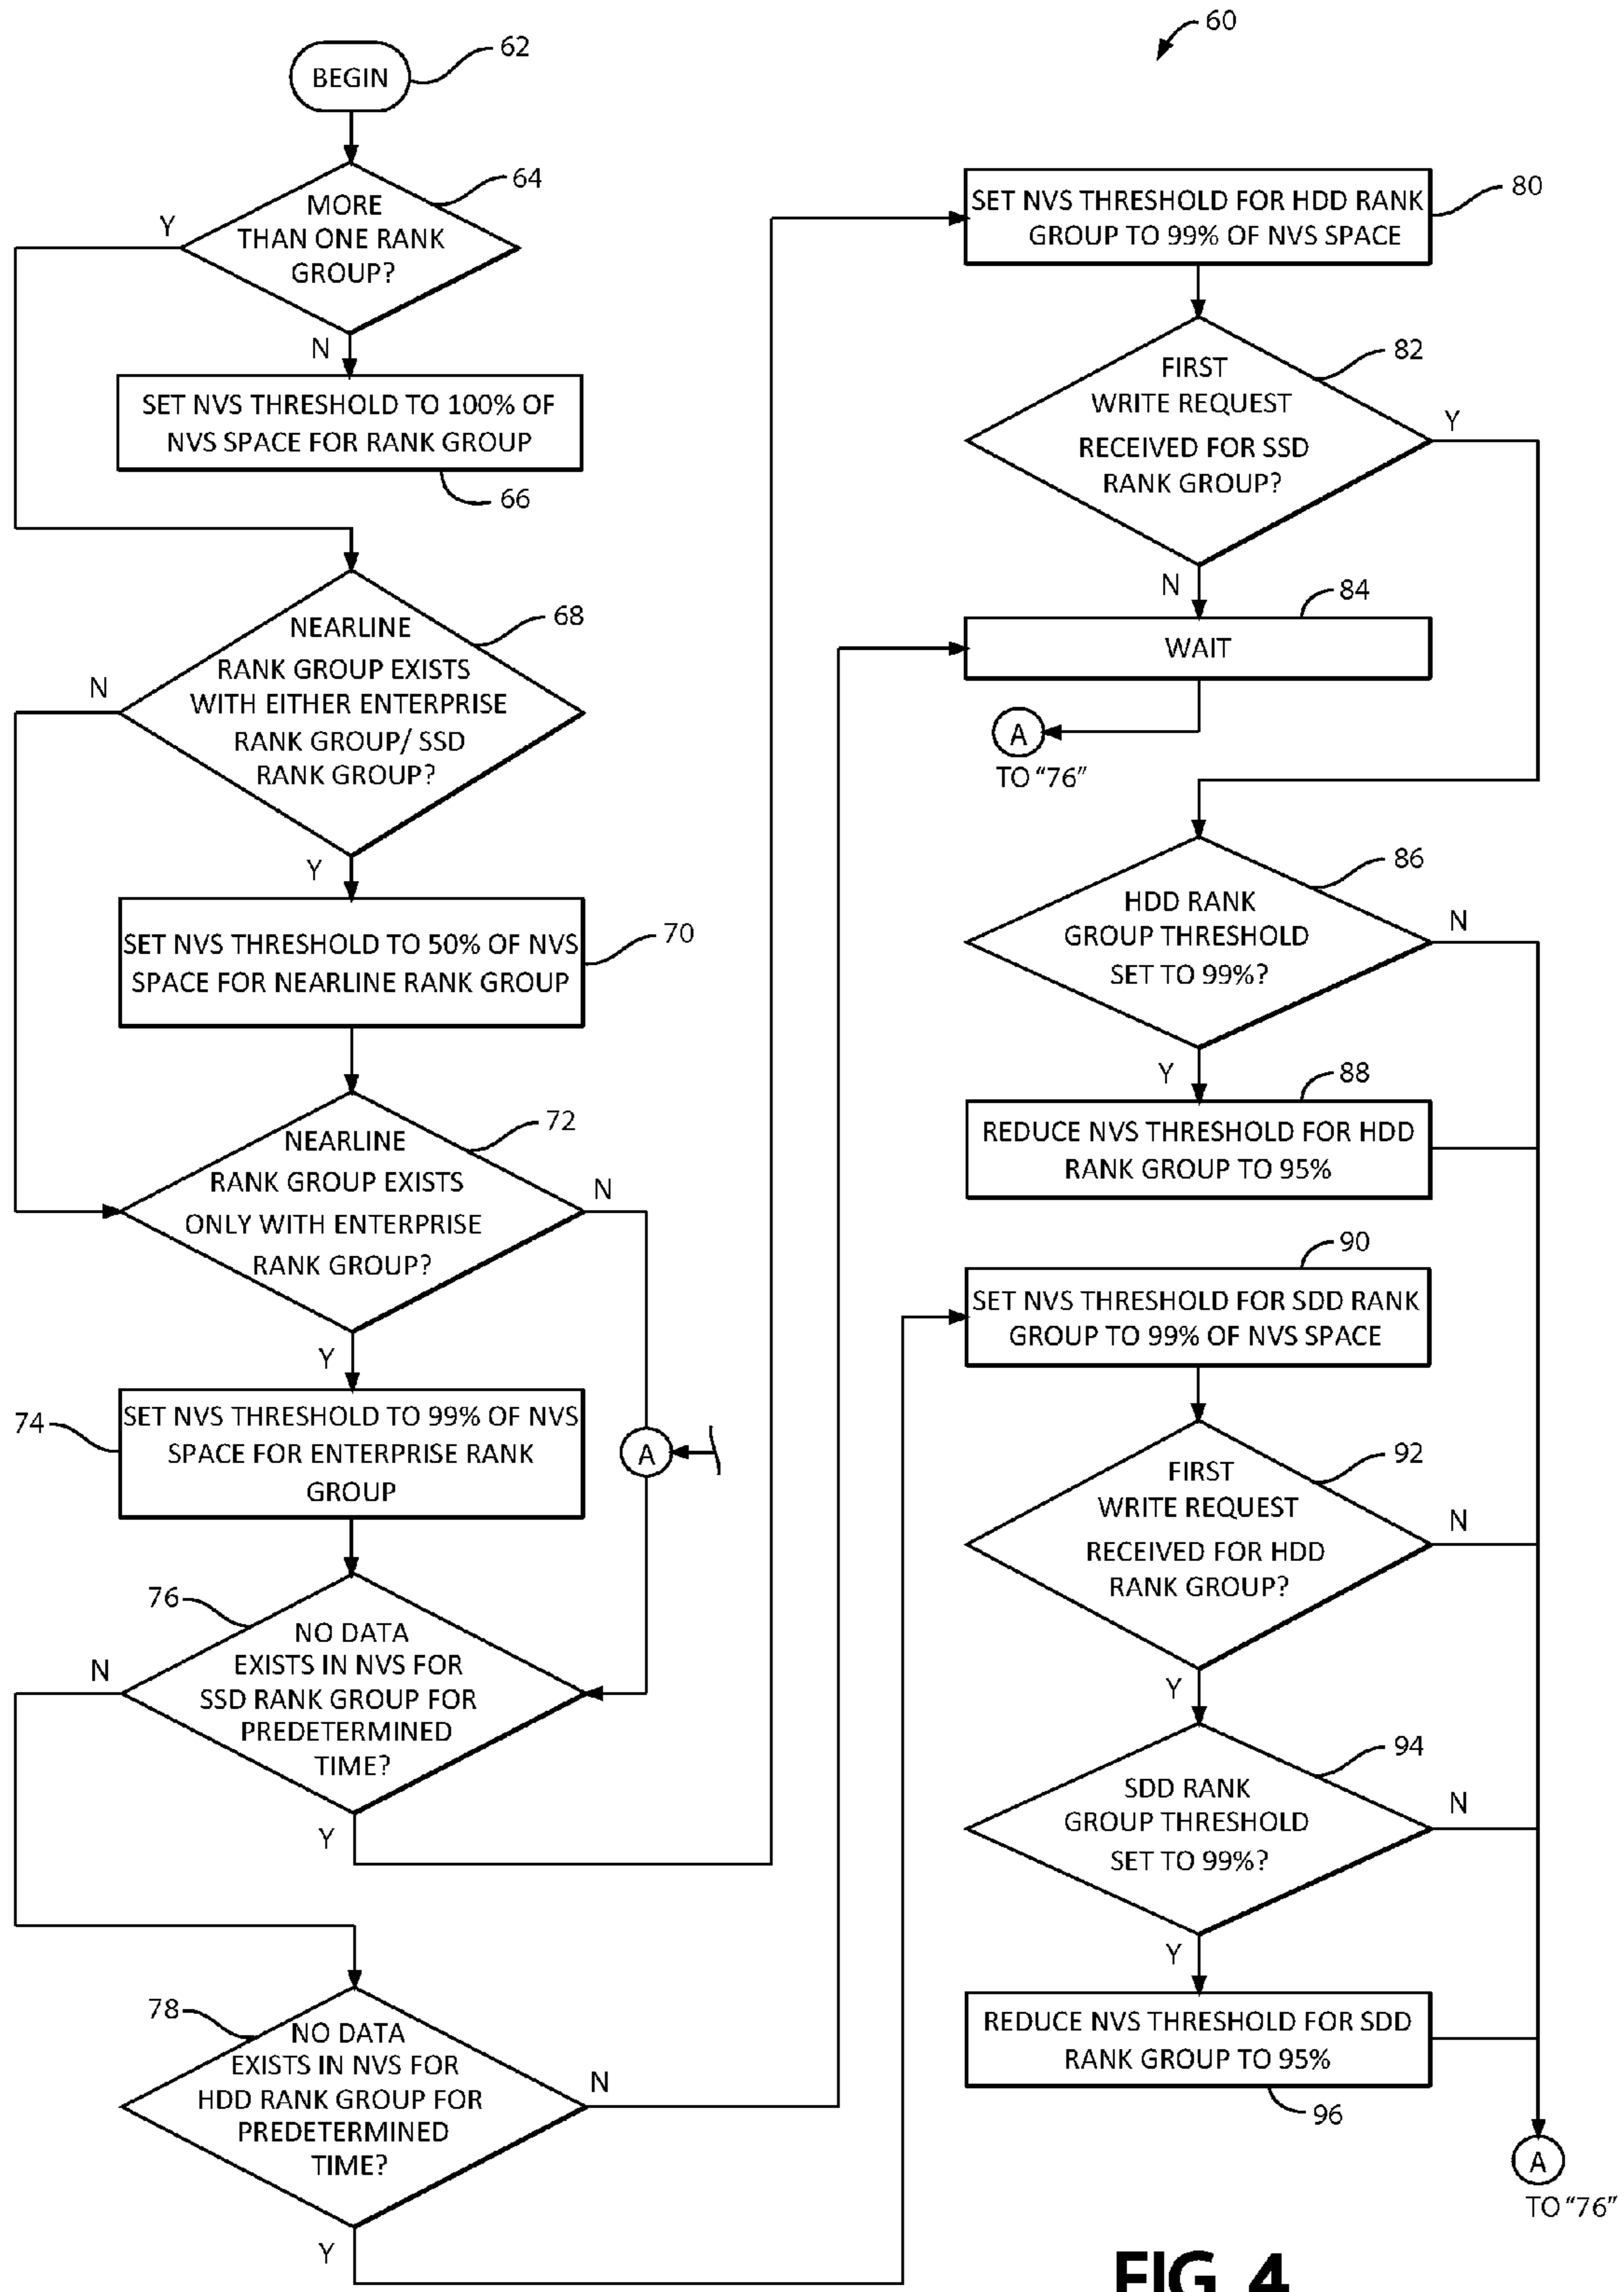 60
BEGIN
62
64
MORE
THAN ONE RANK
GROUP?
Y
N
SET NVS THRESHOLD TO 100% OF
NVS SPACE FOR RANK GROUP
66
68
NEARLINE
RANK GROUP EXISTS
WITH EITHER ENTERPRISE
RANK GROUP/ SSD
RANK GROUP?
N
Y
SET NVS THRESHOLD TO 50% OF NVS
SPACE FOR NEARLINE RANK GROUP
70
72
NEARLINE
RANK GROUP EXISTS
ONLY WITH ENTERPRISE
RANK GROUP?
N
Y
74
SET NVS THRESHOLD TO 99% OF NVS
SPACE FOR ENTERPRISE RANK
GROUP
A
76
NO DATA
EXISTS IN NVS FOR
SSD RANK GROUP FOR
PREDETERMINED
TIME?
N
Y
78
NO DATA
EXISTS IN NVS FOR
HDD RANK GROUP FOR
PREDETERMINED
TIME?
N
Y
SET NVS THRESHOLD FOR HDD RANK
GROUP TO 99% OF NVS SPACE
80
82
FIRST
WRITE REQUEST
RECEIVED FOR SSD
RANK GROUP?
Y
N
84
WAIT
A
TO "76"
86
HDD RANK
GROUP THRESHOLD
SET TO 99%?
N
Y
88
REDUCE NVS THRESHOLD FOR HDD
RANK GROUP TO 95%
90
SET NVS THRESHOLD FOR SDD RANK
GROUP TO 99% OF NVS SPACE
92
FIRST
WRITE REQUEST
RECEIVED FOR HDD
RANK GROUP?
N
Y
94
SDD RANK
GROUP THRESHOLD
SET TO 99%?
N
Y
REDUCE NVS THRESHOLD FOR SDD
RANK GROUP TO 95%
96
A
TO "76"
FIG. 4